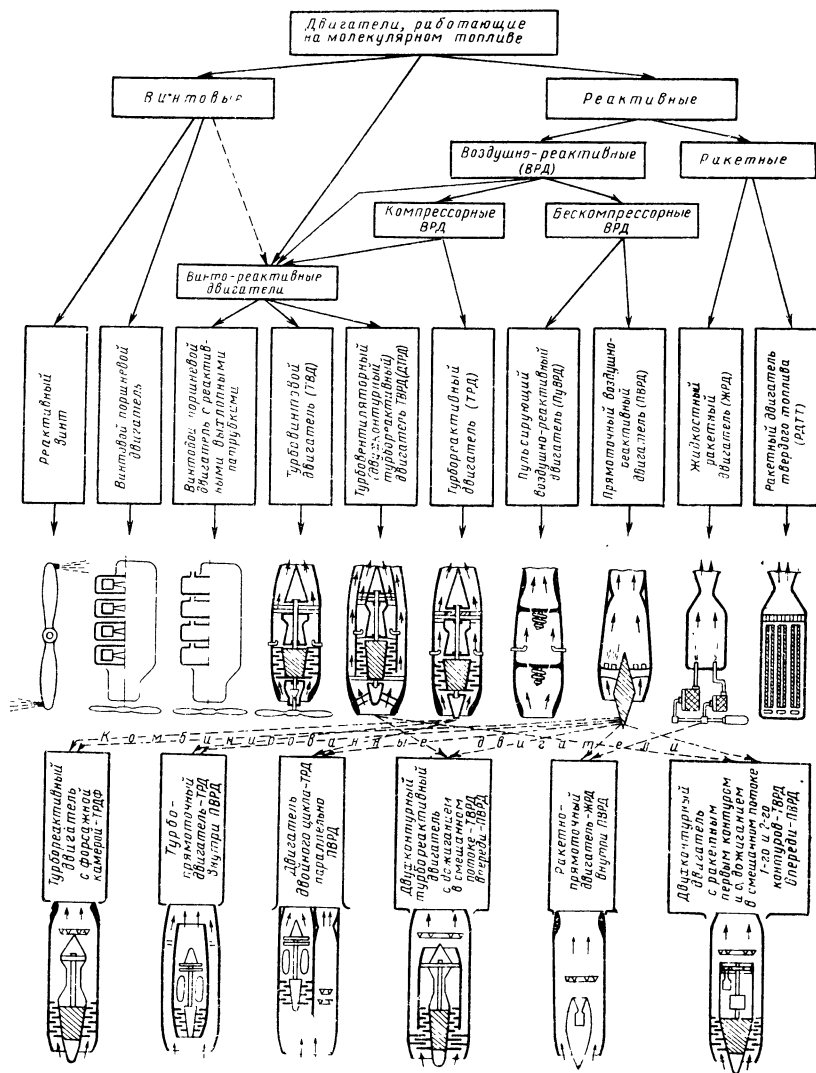 Двигатели, работающие
на молекулярном топливе
Винтовые
Реактивные
Воздушно-реактивные
(ВРД)
Ракетные
Компрессорные
ВРД
Бескомпрессорные
ВРД
Винто-реактивные
двигатели
Реактивный
винт
Винтовой поршневой
двигатель
Винтовой поршневой
двигатель с реактив-
ными выхлопными
патрубками
Турбовинтовой
двигатель (ТВД)
Турбовентиляторный
(двухконтурный
турбореактивный)
двигатель ТВРД(ДТРД)
Турбореактивный
двигатель (ТРД)
Пульсирующий
воздушно-реактивный
двигатель (ПуВРД)
Прямоточный воздушно-
реактивный
двигатель (ПВРД)
Жидкостный
ракетный
двигатель (ЖРД)
Ракетный двигатель
твердого топлива
(РДТТ)
Комбинированные двигатели
Турбореактивный
двигатель
с форсажной
камерой-ТРДФ
Турбо-
прямоточный
двигатель-ТРД
внутри ПВРД
Двигатель
двойного цикла-ТРД
параллельно
ПВРД
Двухконтурный
турбореактивный
двигатель
с дожиганием
в смешанном
потоке-ТВРД
впереди-ПВРД
Ракетно-
прямоточный
двигатель-ЖРД
внутри ПВРД
Двухконтурный
двигатель
с ракетным
первым контуром
и с дожиганием
в смешанном потоке
1-го и 2-го
контуров-ТВРД
впереди-ПВРД